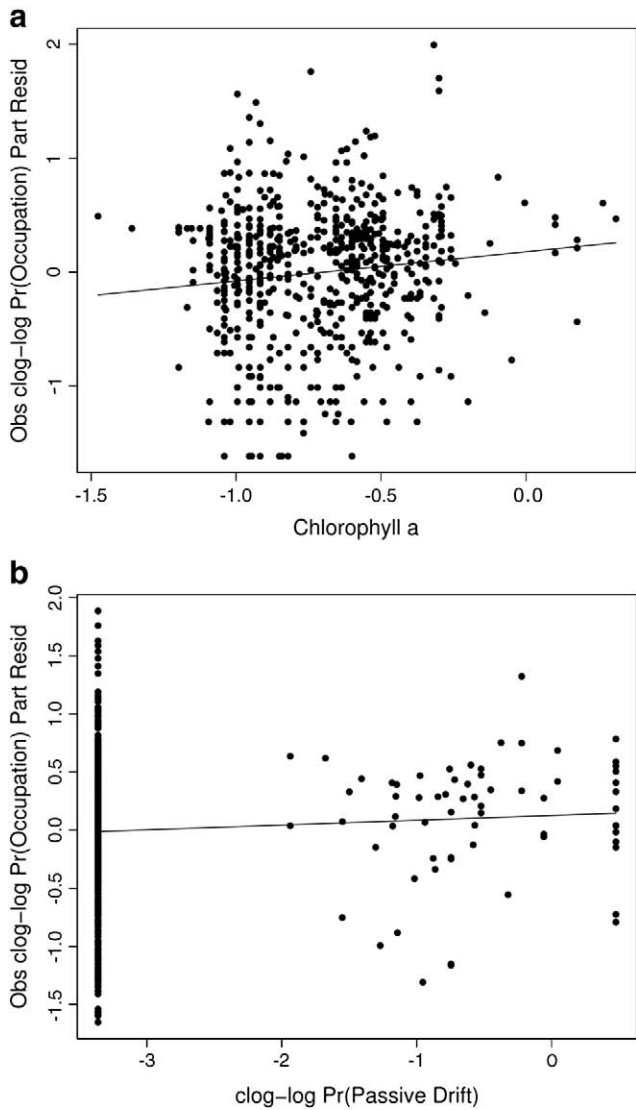 a
Obs clog–log Pr(Occupation) Part Resid
2
1
0
-1
-1.5 -1.0 -0.5 0.0
Chlorophyll a
b
Obs clog–log Pr(Occupation) Part Resid
2.0
1.5
1.0
0.5
0.0
-0.5
-1.0
-1.5
-3 -2 -1 0
clog–log Pr(Passive Drift)